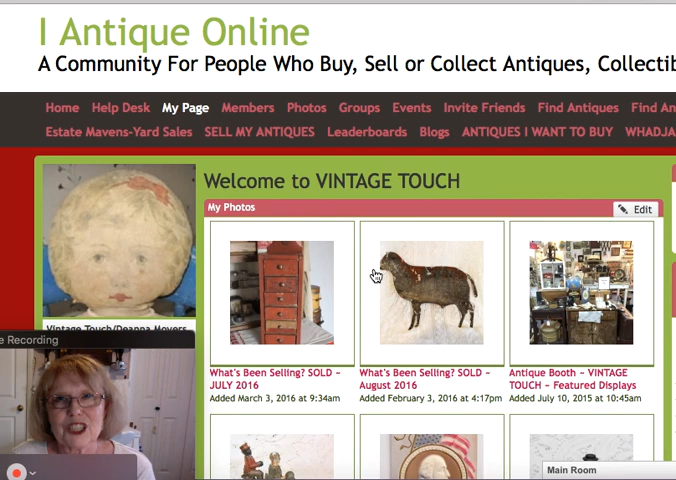 I Antique Online
A Community For People Who Buy, Sell or Collect Antiques,
Home Help Desk My Page Members Photos Groups Events Invite Friends Find Antiques Find
Estate Mavens-Yard Sales SELL MY ANTIQUES Leaderboards Blogs ANTIQUES I WANT TO BUY
Welcome to VINTAGE TOUCH
My Photos
Edit
Vintage Touch/Deanna
Recording
What's Been Selling? SOLD ~
JULY 2016
Added March 3, 2016 at 9:34am
What's Been Selling? SOLD ~
August 2016
Added February 3, 2016 at 4:17pm
Antique Booth ~ VINTAGE
TOUCH ~ Featured Displays
Added July 10, 2015 at 10:45am
Main Room